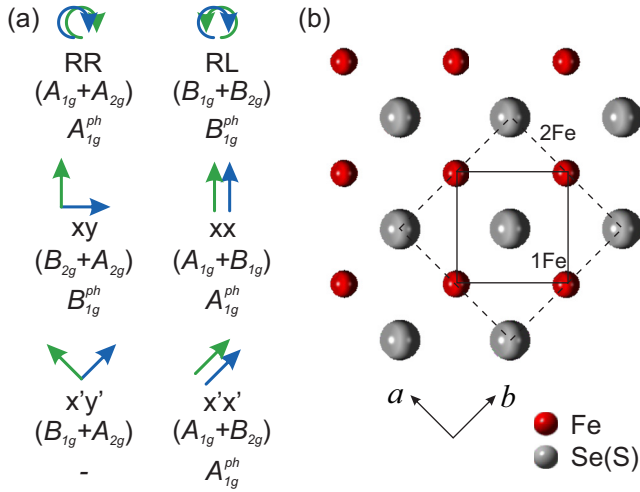 (a)
RR
(A1g+A2g)
A1g^ph
RL
(B1g+B2g)
B1g^ph
xy
(B2g+A2g)
B1g^ph
xx
(A1g+B1g)
A1g^ph
x'y'
(B1g+A2g)
-
x'x'
(A1g+B2g)
A1g^ph
(b)
2Fe
1Fe
a
b
Fe
Se(S)